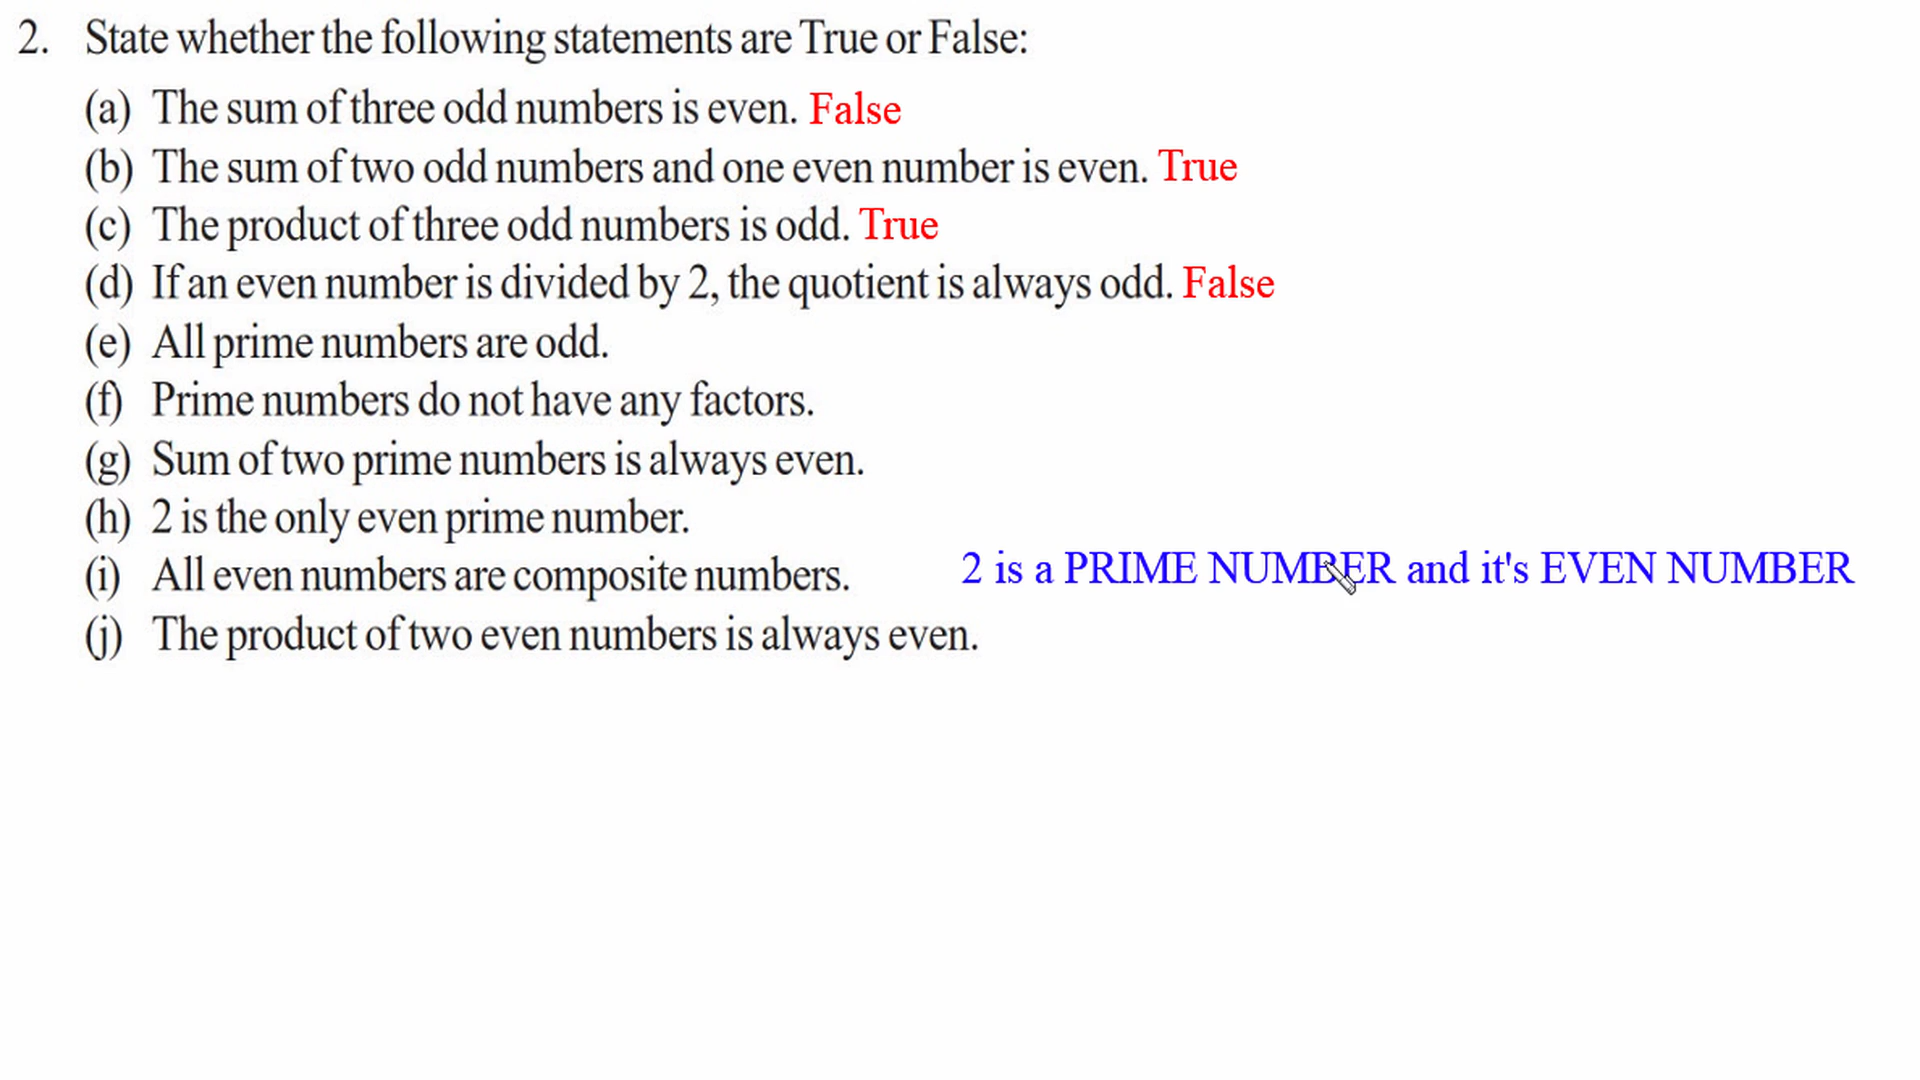 2. State whether the following statements are True or False:
(a) The sum of three odd numbers is even. False
(b) The sum of two odd numbers and one even number is even. True
(c) The product of three odd numbers is odd. True
(d) If an even number is divided by 2, the quotient is always odd. False
(e) All prime numbers are odd.
(f) Prime numbers do not have any factors.
(g) Sum of two prime numbers is always even.
(h) 2 is the only even prime number.
(i) All even numbers are composite numbers. 2 is a PRIME NUMBER and it's EVEN NUMBER
(j) The product of two even numbers is always even.